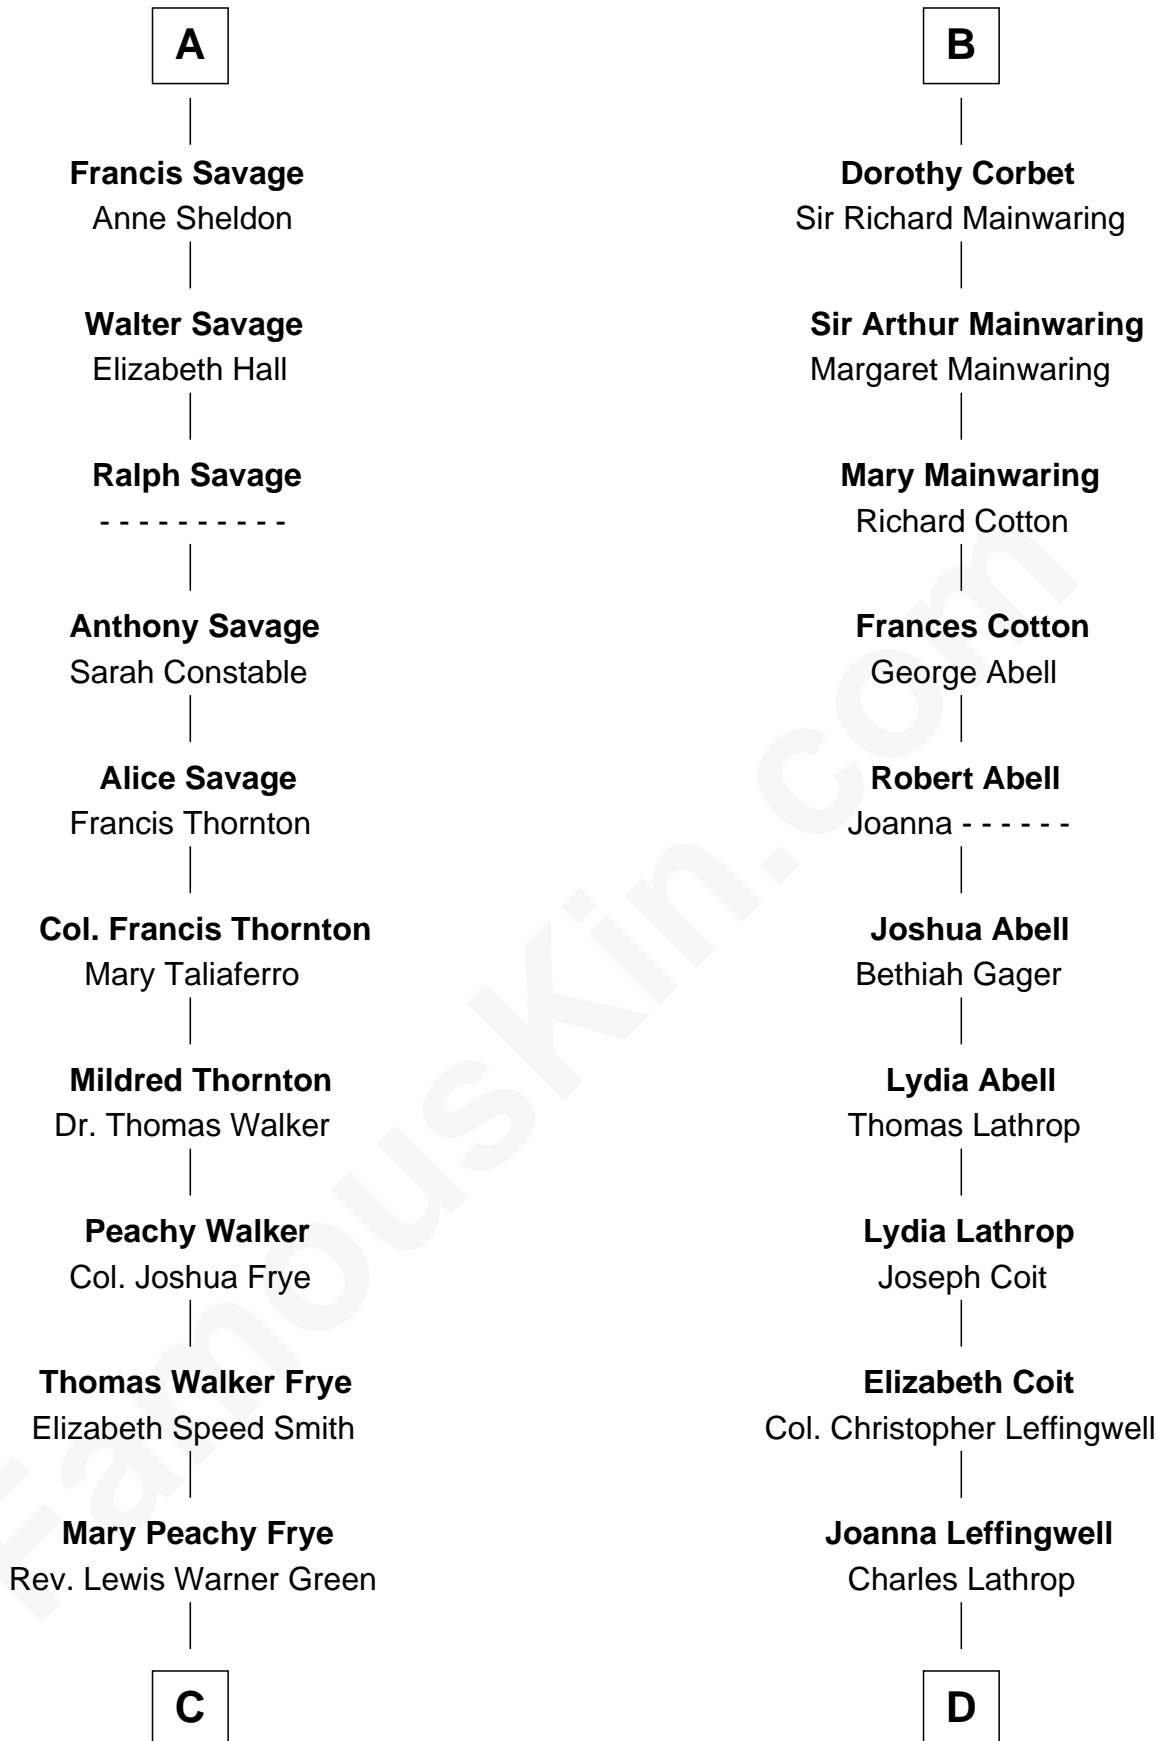 A
Francis Savage
Anne Sheldon
Walter Savage
Elizabeth Hall
Ralph Savage
- - - - - - - - - -
Anthony Savage
Sarah Constable
Alice Savage
Francis Thornton
Col. Francis Thornton
Mary Taliaferro
Mildred Thornton
Dr. Thomas Walker
Peachy Walker
Col. Joshua Frye
Thomas Walker Frye
Elizabeth Speed Smith
Mary Peachy Frye
Rev. Lewis Warner Green
C
B
Dorothy Corbet
Sir Richard Mainwaring
Sir Arthur Mainwaring
Margaret Mainwaring
Mary Mainwaring
Richard Cotton
Frances Cotton
George Abell
Robert Abell
Joanna - - - - - -
Joshua Abell
Bethiah Gager
Lydia Abell
Thomas Lathrop
Lydia Lathrop
Joseph Coit
Elizabeth Coit
Col. Christopher Leffingwell
Joanna Leffingwell
Charles Lathrop
D
FamousKin.com